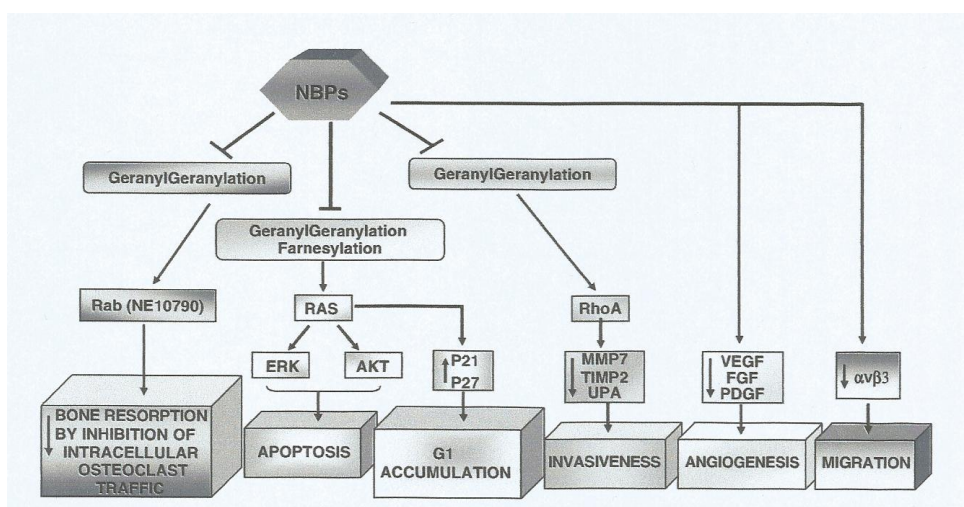 NBPs
GeranylGeranylation
GeranylGeranylation
GeranylGeranylation
Farnesylation
Rab (NE10790)
RAS
RhoA
ERK
AKT
P21
P27
MMP7
TIMP2
UPA
VEGF
FGF
PDGF
αvβ3
BONE RESORPTION
BY INHIBITION OF
INTRACELLULAR
OSTEOCLAST
TRAFFIC
APOPTOSIS
G1
ACCUMULATION
INVASIVENESS
ANGIOGENESIS
MIGRATION